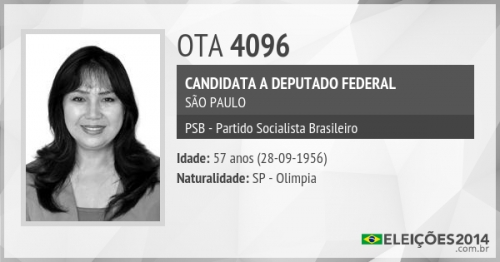 OTA 4096
CANDIDATA A DEPUTADO FEDERAL
SÃO PAULO
PSB - Partido Socialista Brasileiro
Idade: 57 anos (28-09-1956)
Naturalidade: SP - Olimpia
ELEIÇÕES2014
.com.br